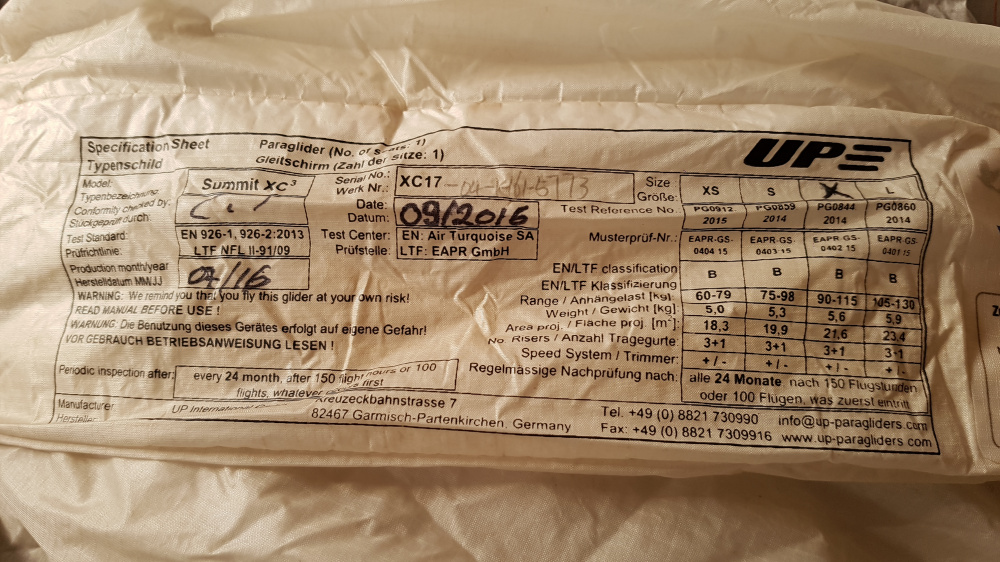 Specification Sheet Paraglider (No. of seats: 1)
Typenschild Gleitschirm (Zahl der Sitze: 1)
UP
Model: Summit XC³ Serial No.: XC17
Typenbezeichnung Werk Nr.:
Size XS S X L
Größe:
Conformity checked by: Date: 09/2016
Stückgeprüft durch: Datum:
Test Reference No PG0912 2015 PG0859 2014 PG0844 2014 PG0860 2014
Test Standard: EN 926-1, 926-2:2013 Test Center: EN: Air Turquoise SA
Prüfrichtlinie: LTF NFL II-91/09 Prüfstelle: LTF: EAPR GmbH
Musterprüf-Nr.: EAPR-GS-0404 15 EAPR-GS-0403 15 EAPR GS-0402 15 EAPR-GS-0401 15
Production month/year 07/16
Herstelldatum MM/JJ
EN/LTF classification B B B B
EN/LTF Klassifizierung
WARNING: We remind you that you fly this glider at your own risk!
READ MANUAL BEFORE USE !
WARNUNG: Die Benutzung dieses Gerätes erfolgt auf eigene Gefahr!
VOR GEBRAUCH BETRIEBSANWEISUNG LESEN !
Range / Anhängelast [kg]: 60-79 75-98 90-115 105-130
Weight / Gewicht [kg]: 5,0 5,3 5,6 5,9
Area proj. / Fläche proj. [m²]: 18,3 19,9 21,6 23,4
No Risers / Anzahl Tragegurte: 3+1 3+1 3+1 3+1
Speed System / Trimmer: + / - + / - + / - + / -
Periodic inspection after: every 24 month, after 150 flight hours or 100
flights, whatever comes first
Regelmässige Nachprüfung nach: alle 24 Monate, nach 150 Flugstunden
oder 100 Flügen, was zuerst eintritt
Manufacturer UP International Kreuzeckbahnstrasse 7
Hersteller 82467 Garmisch-Partenkirchen, Germany
Tel. +49 (0) 8821 730990 info@up-paragliders.com
Fax: +49 (0) 8821 7309916 www.up-paragliders.com